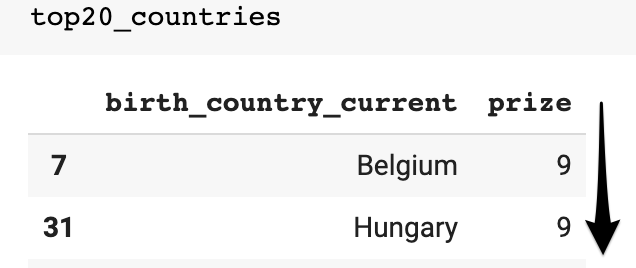 top20_countries
birth_country_current prize
7 Belgium 9
31 Hungary 9